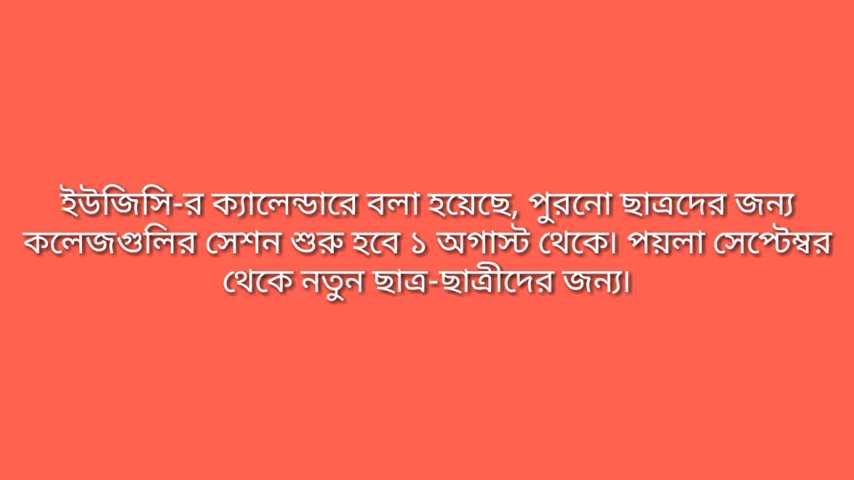 ইউজিসি-র ক্যালেন্ডারে বলা হয়েছে, পুরনো ছাত্রদের জন্য
কলেজগুলির সেশন শুরু হবে ১ অগাস্ট থেকে। পয়লা সেপ্টেম্বর
থেকে নতুন ছাত্র-ছাত্রীদের জন্য।